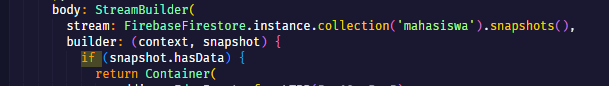 body: StreamBuilder(
stream: FirebaseFirestore.instance.collection('mahasiswa').snapshots(),
builder: (context, snapshot) {
if (snapshot.hasData) {
return Container(